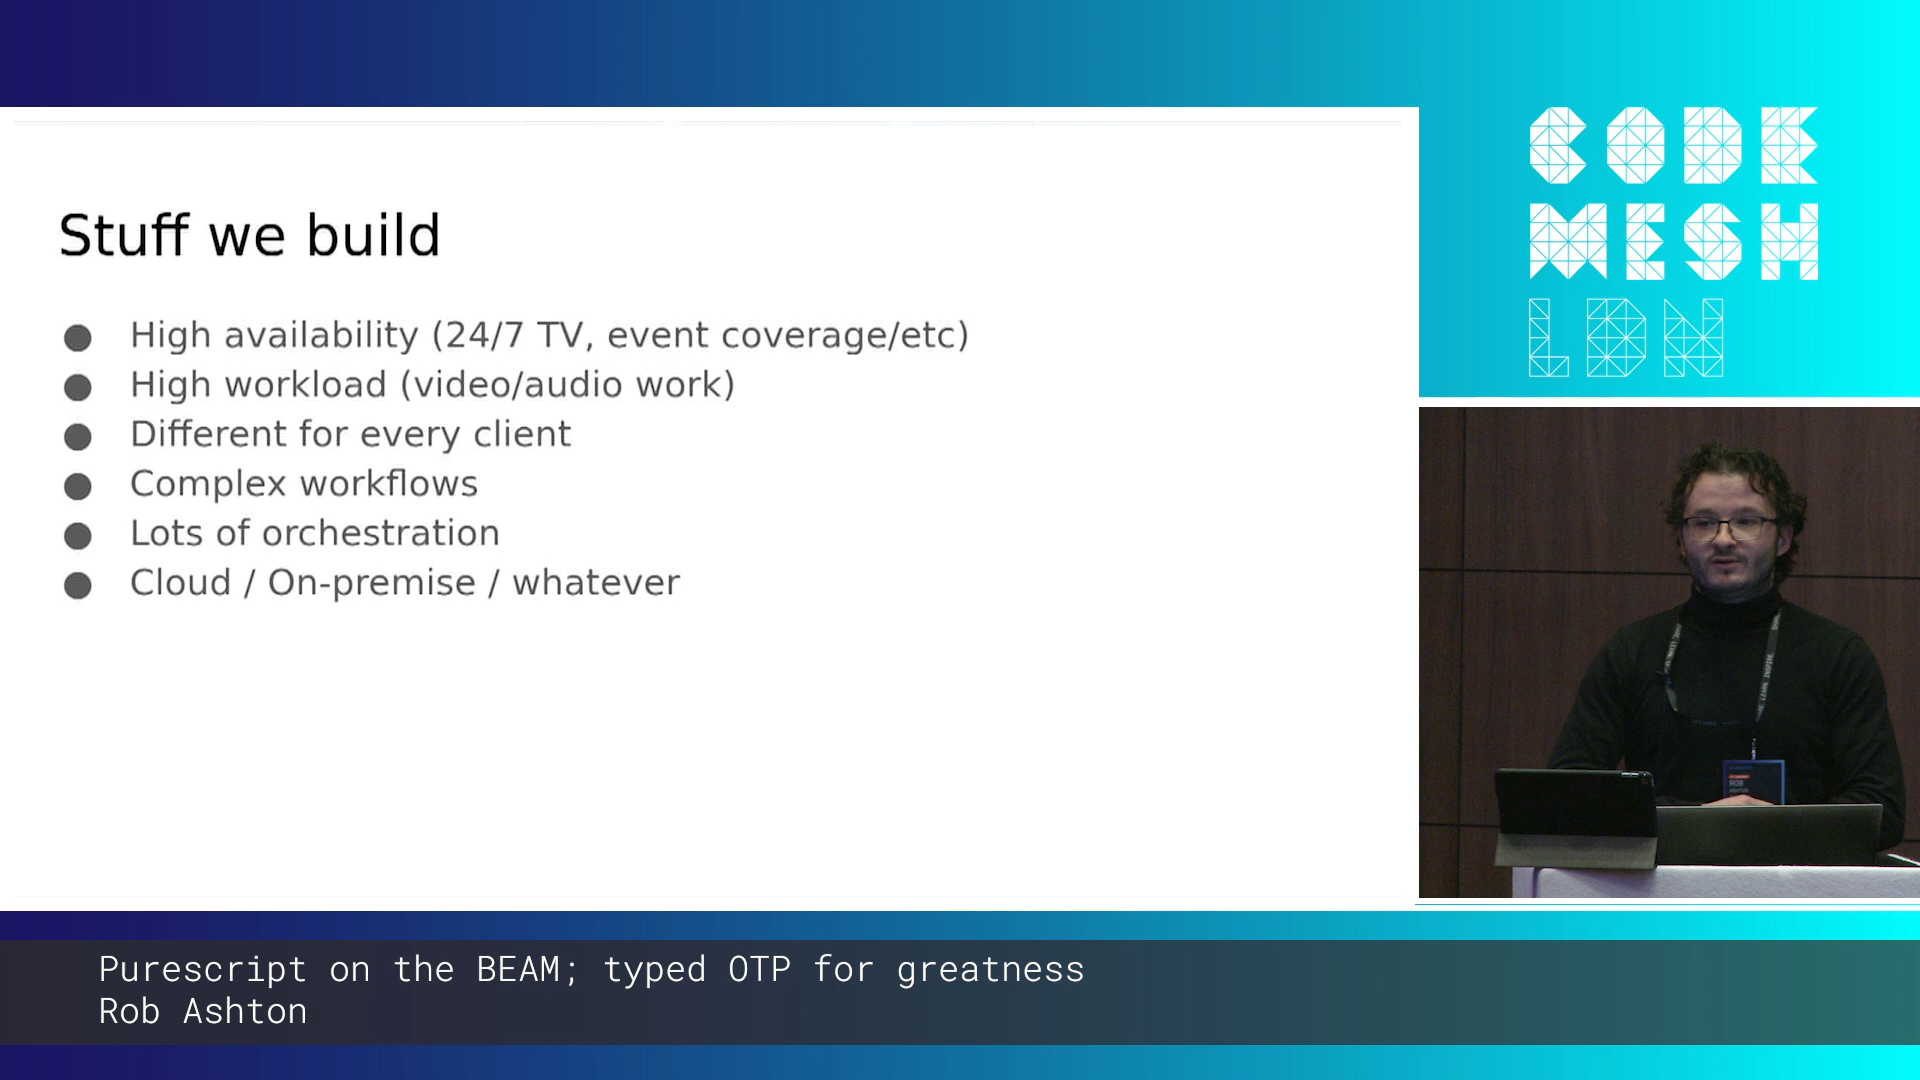 Stuff we build
● High availability (24/7 TV, event coverage/etc)
● High workload (video/audio work)
● Different for every client
● Complex workflows
● Lots of orchestration
● Cloud / On-premise / whatever
CODE
MESH
LDN
ROB
Purescript on the BEAM; typed OTP for greatness
Rob Ashton